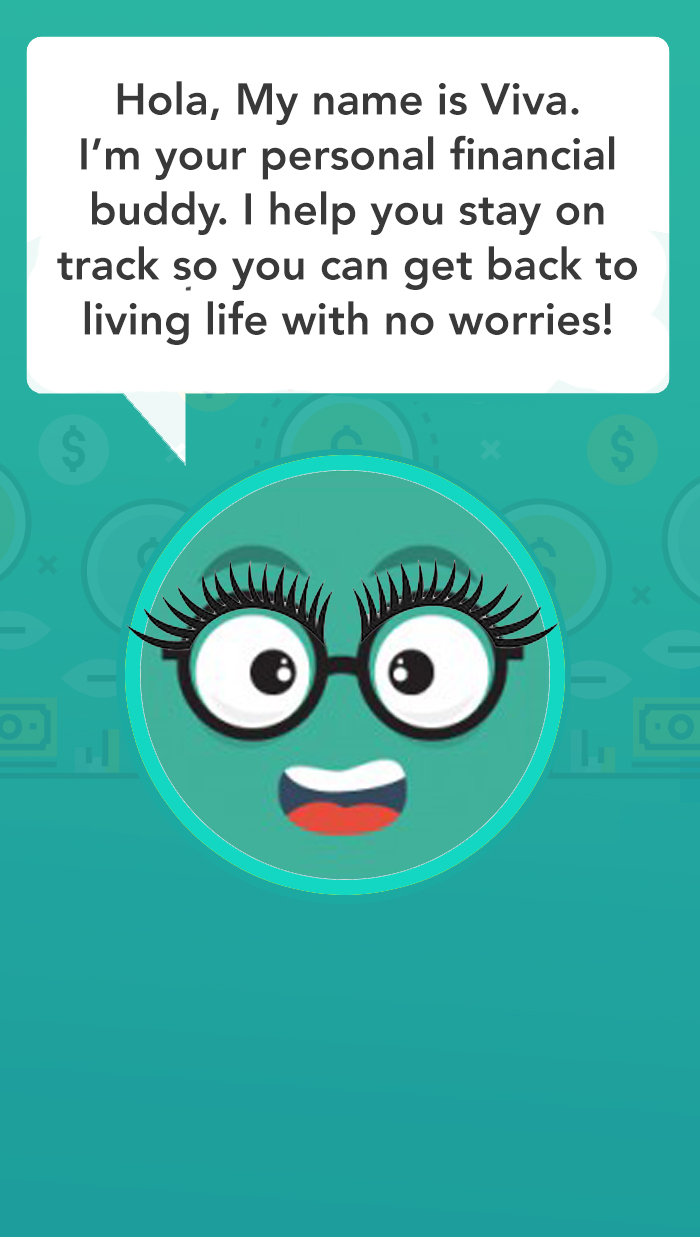 Hola, My name is Viva.
I’m your personal financial
buddy. I help you stay on
track so you can get back to
living life with no worries!
$
$
$
$
$